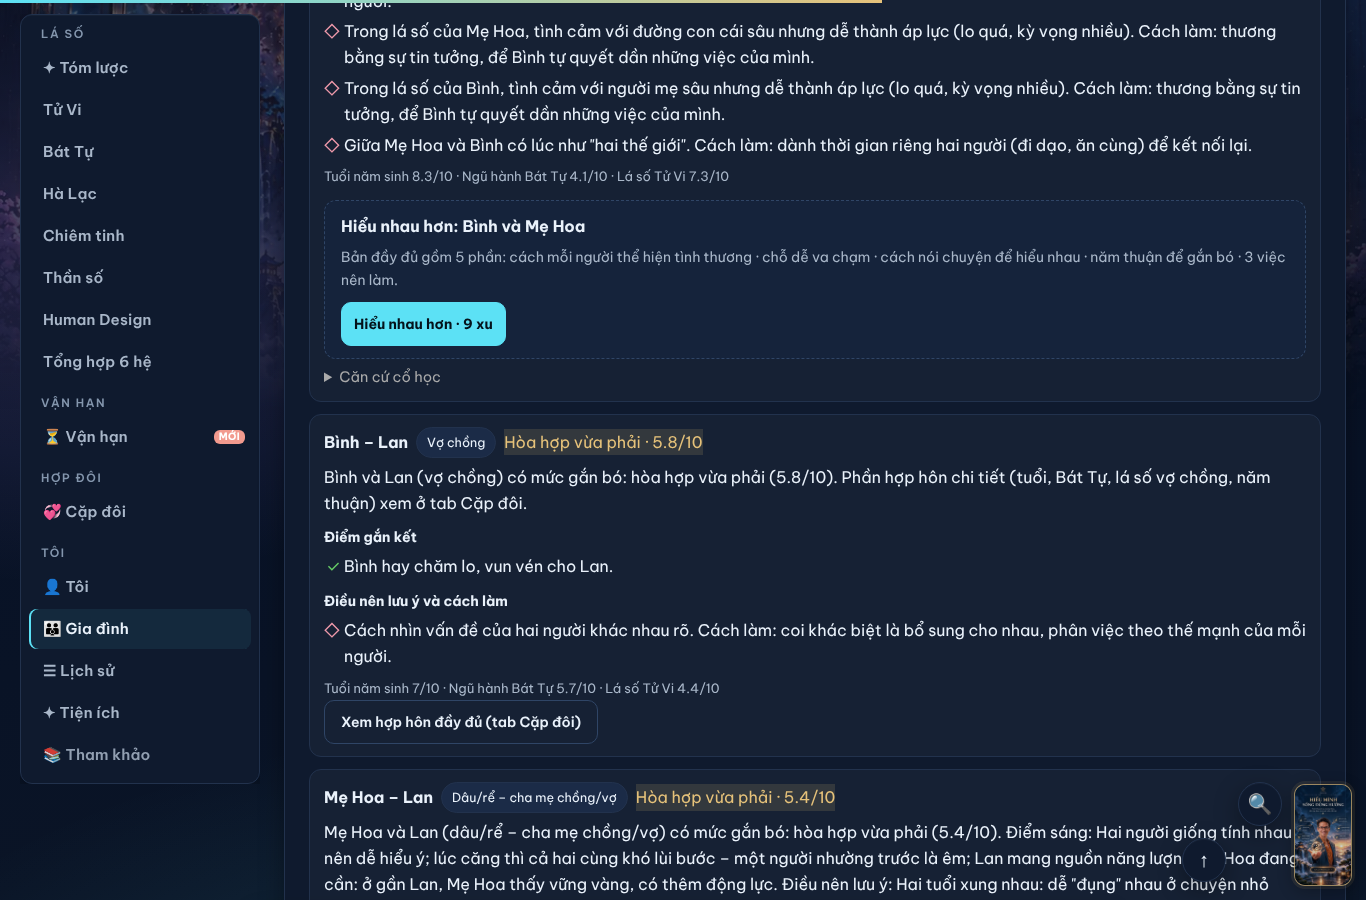 LÁ SỐ
✦ Tóm lược
Tử Vi
Bát Tự
Hà Lạc
Chiêm tinh
Thần số
Human Design
Tổng hợp 6 hệ
VẬN HẠN
⏳ Vận hạn MỚI
HỢP ĐÔI
💞 Cặp đôi
TÔI
👤 Tôi
👪 Gia đình
☰ Lịch sử
✦ Tiện ích
📚 Tham khảo
người.
◇ Trong lá số của Mẹ Hoa, tình cảm với đường con cái sâu nhưng dễ thành áp lực (lo quá, kỳ vọng nhiều). Cách làm: thương
bằng sự tin tưởng, để Bình tự quyết dần những việc của mình.
◇ Trong lá số của Bình, tình cảm với người mẹ sâu nhưng dễ thành áp lực (lo quá, kỳ vọng nhiều). Cách làm: thương bằng sự tin
tưởng, để Bình tự quyết dần những việc của mình.
◇ Giữa Mẹ Hoa và Bình có lúc như "hai thế giới". Cách làm: dành thời gian riêng hai người (đi dạo, ăn cùng) để kết nối lại.
Tuổi năm sinh 8.3/10 · Ngũ hành Bát Tự 4.1/10 · Lá số Tử Vi 7.3/10
Hiểu nhau hơn: Bình và Mẹ Hoa
Bản đầy đủ gồm 5 phần: cách mỗi người thể hiện tình thương · chỗ dễ va chạm · cách nói chuyện để hiểu nhau · năm thuận để gắn bó · 3 việc
nên làm.
Hiểu nhau hơn · 9 xu
▶ Căn cứ cổ học
Bình – Lan Vợ chồng Hòa hợp vừa phải · 5.8/10
Bình và Lan (vợ chồng) có mức gắn bó: hòa hợp vừa phải (5.8/10). Phần hợp hôn chi tiết (tuổi, Bát Tự, lá số vợ chồng, năm
thuận) xem ở tab Cặp đôi.
Điểm gắn kết
✓ Bình hay chăm lo, vun vén cho Lan.
Điều nên lưu ý và cách làm
◇ Cách nhìn vấn đề của hai người khác nhau rõ. Cách làm: coi khác biệt là bổ sung cho nhau, phân việc theo thế mạnh của mỗi
người.
Tuổi năm sinh 7/10 · Ngũ hành Bát Tự 5.7/10 · Lá số Tử Vi 4.4/10
Xem hợp hôn đầy đủ (tab Cặp đôi)
Mẹ Hoa – Lan Dâu/rể – cha mẹ chồng/vợ Hòa hợp vừa phải · 5.4/10
Mẹ Hoa và Lan (dâu/rể – cha mẹ chồng/vợ) có mức gắn bó: hòa hợp vừa phải (5.4/10). Điểm sáng: Hai người giống tính nhau
nên dễ hiểu ý; lúc căng thì cả hai cùng khó lùi bước – một người nhường trước là êm; Lan mang nguồn năng lượn Hoa đang
cần: ở gần Lan, Mẹ Hoa thấy vững vàng, có thêm động lực. Điều nên lưu ý: Hai tuổi xung nhau: dễ "đụng" nhau ở chuyện nhỏ
↑